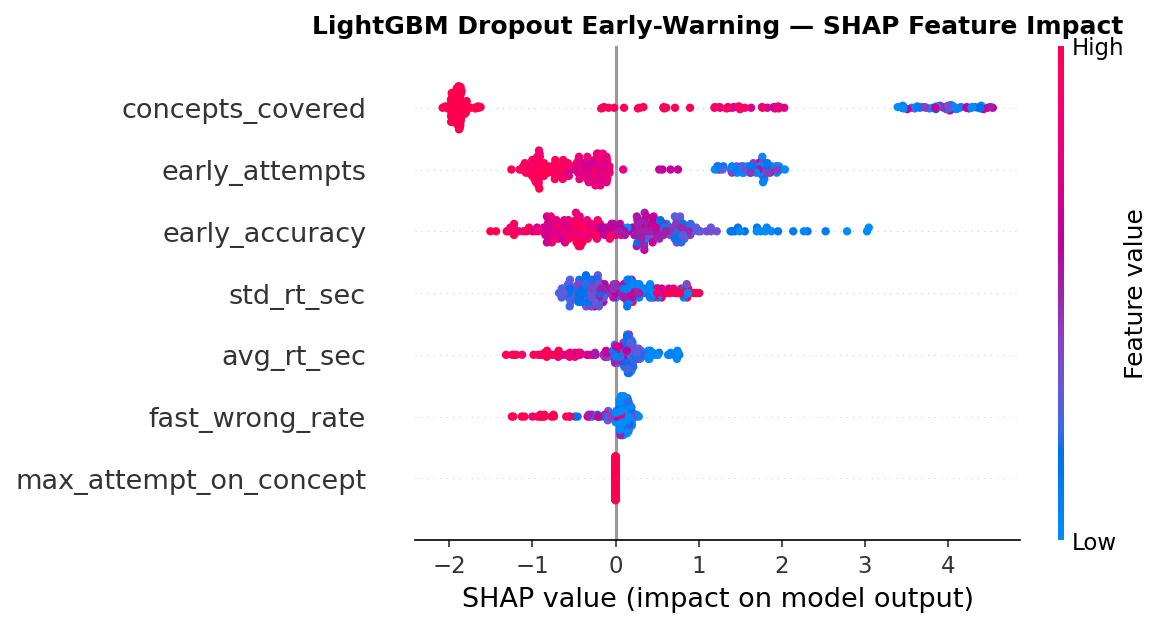 LightGBM Dropout Early-Warning — SHAP Feature Impact
High
concepts_covered
early_attempts
early_accuracy
std_rt_sec
avg_rt_sec
fast_wrong_rate
max_attempt_on_concept
Feature value
Low
−2 −1 0 1 2 3 4
SHAP value (impact on model output)